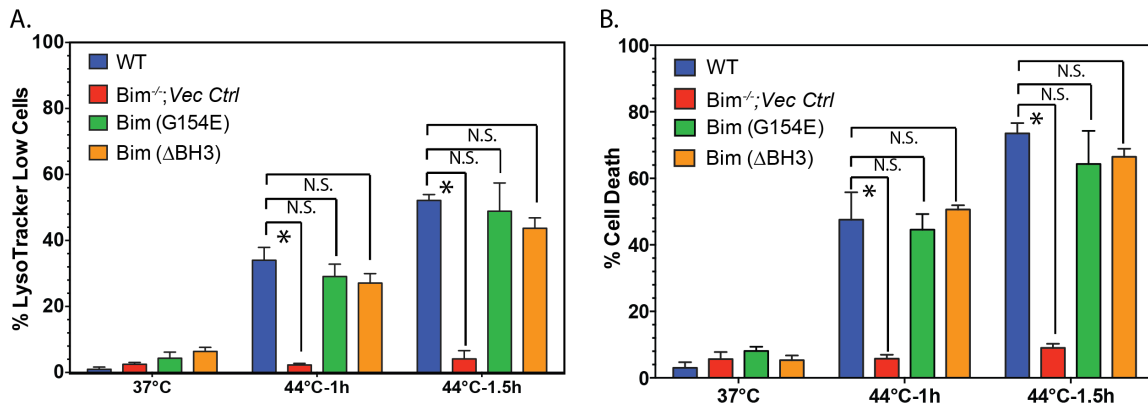 A.
% LysoTracker Low Cells
100
80
60
40
20
0
WT
Bim-/-;Vec Ctrl
Bim (G154E)
Bim (ΔBH3)
N.S.
N.S.
*
N.S.
N.S.
*
37°C
44°C-1h
44°C-1.5h
B.
% Cell Death
100
80
60
40
20
0
WT
Bim-/-;Vec Ctrl
Bim (G154E)
Bim (ΔBH3)
N.S.
N.S.
*
N.S.
N.S.
*
37°C
44°C-1h
44°C-1.5h